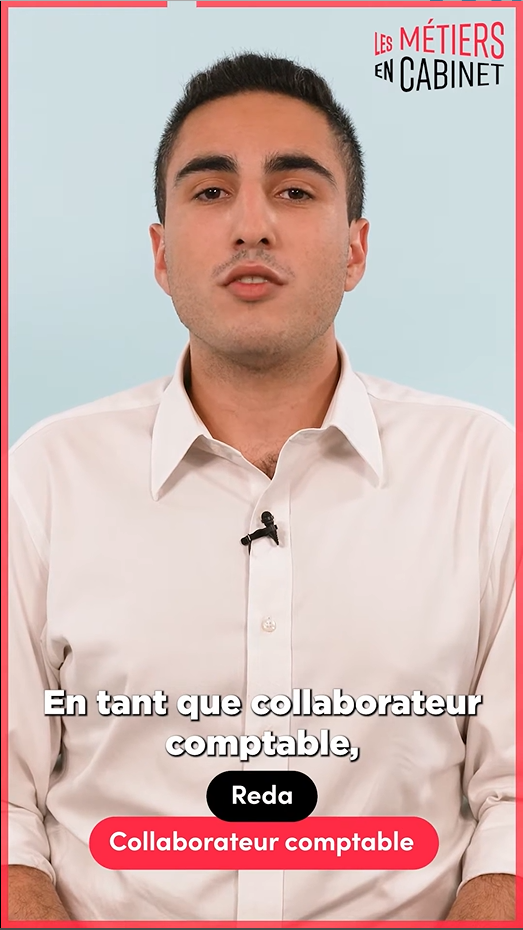 LES MÉTIERS
EN CABINET
En tant que collaborateur
comptable,
Reda
Collaborateur comptable